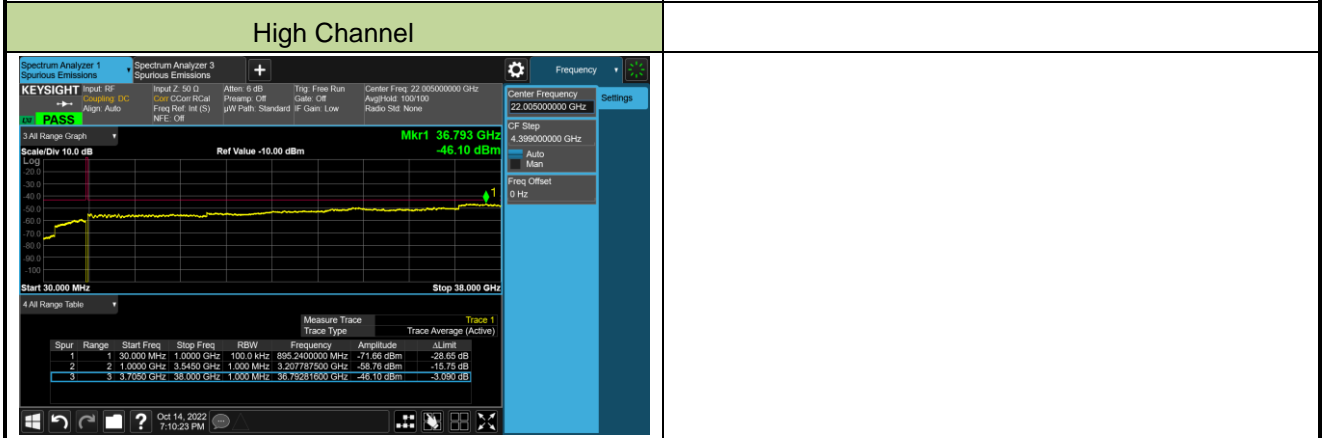 High Channel
Spectrum Analyzer 1
Spurious Emissions
Spectrum Analyzer 3
Spurious Emissions
Frequency
KEYSIGHT
Input: RF
Coupling: DC
Align: Auto
Input Z: 50 Ω
Corr CCorr RCal
Freq Ref: Int (S)
NFE: Off
Atten: 6 dB
Preamp: Off
µW Path: Standard
Trig: Free Run
Gate: Off
IF Gain: Low
Center Freq: 22.005000000 GHz
Avg|Hold: 100/100
Radio Std: None
LXI PASS
Center Frequency
22.005000000 GHz
Settings
CF Step
4.399000000 GHz
Auto
Man
Freq Offset
0 Hz
3 All Range Graph
Mkr1 36.793 GHz
Scale/Div 10.0 dB
Ref Value -10.00 dBm
-46.10 dBm
Log
-20.0
-30.0
-40.0
1
-50.0
-60.0
-70.0
-80.0
-90.0
-100
Start 30.000 MHz
Stop 38.000 GHz
4 All Range Table
Measure Trace Trace 1
Trace Type Trace Average (Active)
Spur Range Start Freq Stop Freq RBW Frequency Amplitude ΔLimit
1 1 30.000 MHz 1.0000 GHz 100.0 kHz 895.2400000 MHz -71.66 dBm -28.65 dB
2 2 1.0000 GHz 3.5450 GHz 1.000 MHz 3.207787500 GHz -58.76 dBm -15.75 dB
3 3 3.7050 GHz 38.000 GHz 1.000 MHz 36.79281600 GHz -46.10 dBm -3.090 dB
?
Oct 14, 2022
7:10:23 PM